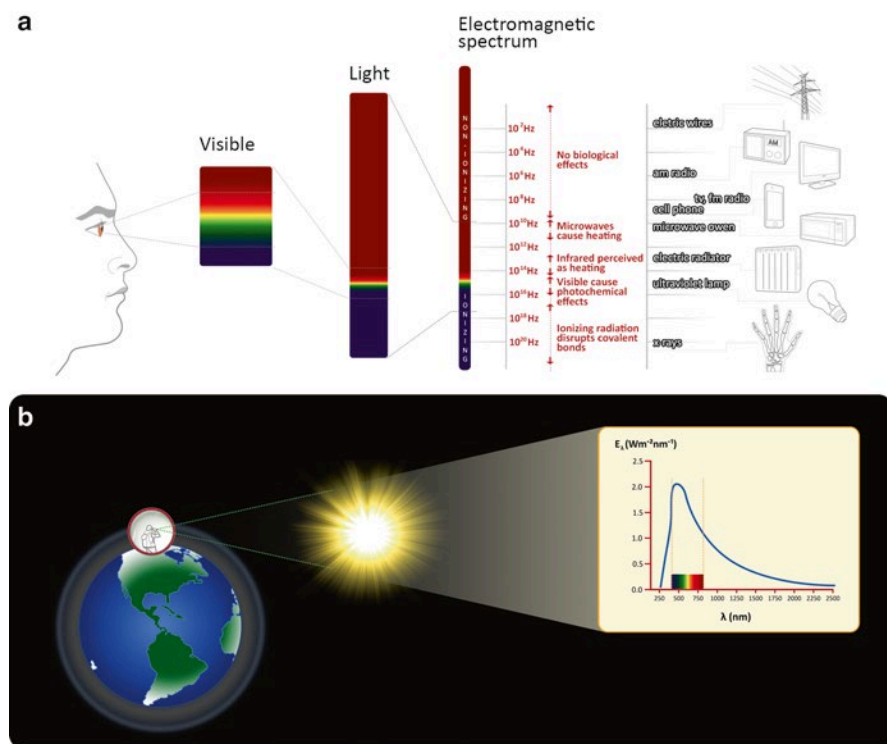 a
Visible
Light
Electromagnetic
spectrum
NON-IONIZING
IONIZING
10²Hz
10⁴Hz
10⁶Hz
10⁸Hz
10¹⁰Hz
10¹²Hz
10¹⁴Hz
10¹⁶Hz
10¹⁸Hz
10²⁰Hz
No biological
effects
Microwaves
cause heating
Infrared perceived
as heating
Visible cause
photochemical
effects
Ionizing radiation
disrupts covalent
bonds
eletric wires
AM
am radio
tv, fm radio
cell phone
microwave owen
electric radiator
ultraviolet lamp
x-rays
b
Eλ (Wm⁻²nm⁻¹)
2.5
2.0
1.5
1.0
0.5
0.0
250 500 750 1000 1250 1500 1750 2000 2250 2500
λ (nm)